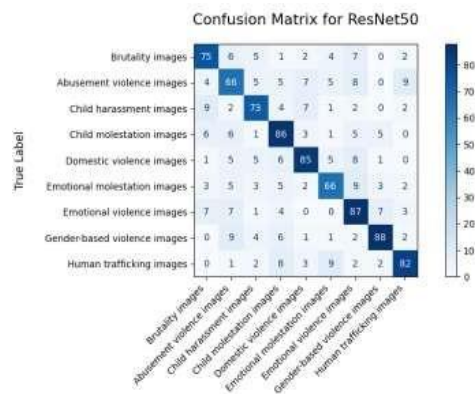 Confusion Matrix for ResNet50
True Label
Brutality images 75 6 5 1 2 4 7 0 2
Abusement violence images 4 66 5 5 7 5 8 0 9
Child harassment images 9 2 73 4 7 1 2 0 2
Child molestation images 6 6 1 86 3 1 5 5 0
Domestic violence images 1 5 5 6 85 5 8 1 0
Emotional molestation images 3 5 3 5 2 66 9 3 2
Emotional violence images 7 7 1 4 0 0 87 7 3
Gender-based violence images 0 9 4 6 1 1 2 88 2
Human trafficking images 0 1 2 8 3 9 2 2 82
80
70
60
50
40
30
20
10
0
Brutality images
Abusement violence images
Child harassment images
Child molestation images
Domestic violence images
Emotional molestation images
Emotional violence images
Gender-based violence images
Human trafficking images